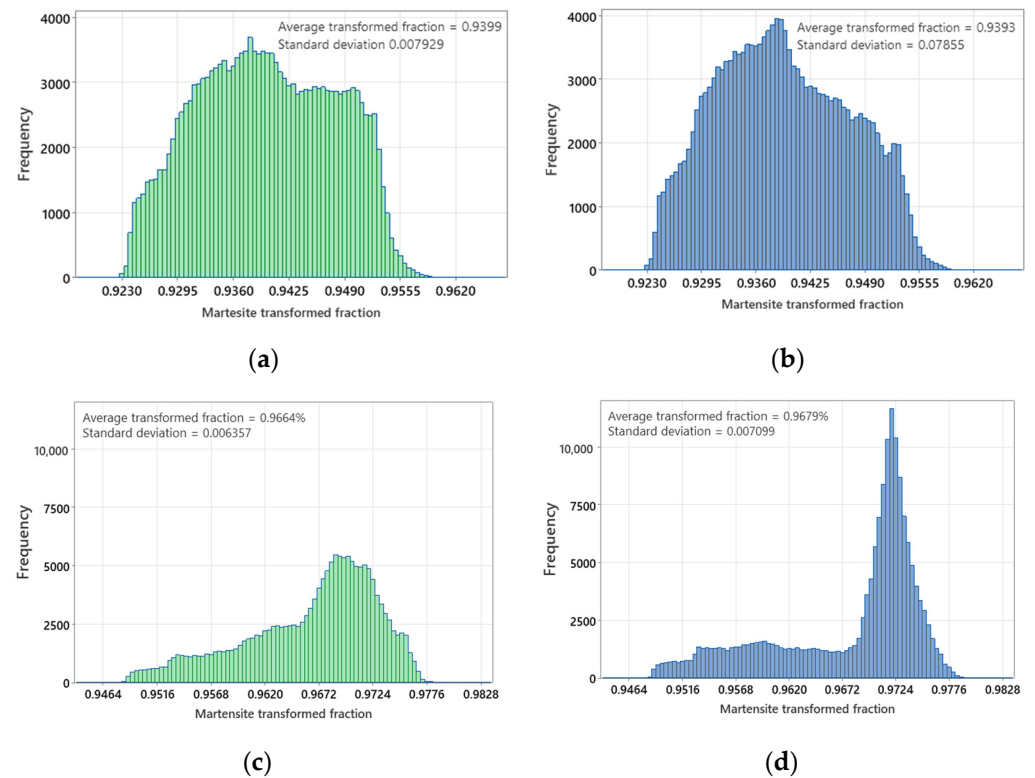 Average transformed fraction = 0.9399
Standard deviation 0.007929
4000
3000
2000
1000
0
Frequency
0.9230 0.9295 0.9360 0.9425 0.9490 0.9555 0.9620
Martesite transformed fraction
(a)
Average transformed fraction = 0.9393
Standard deviation = 0.07855
4000
3000
2000
1000
0
Frequency
0.9230 0.9295 0.9360 0.9425 0.9490 0.9555 0.9620
Martensite transformed fraction
(b)
Average transformed fraction = 0.9664%
Standard deviation = 0.006357
10,000
7500
5000
2500
0
Frequency
0.9464 0.9516 0.9568 0.9620 0.9672 0.9724 0.9776 0.9828
Martensite transformed fraction
(c)
Average transformed fraction = 0.9679%
Standard deviation = 0.007099
10,000
7500
5000
2500
0
Frequency
0.9464 0.9516 0.9568 0.9620 0.9672 0.9724 0.9776 0.9828
Martensite transformed fraction
(d)